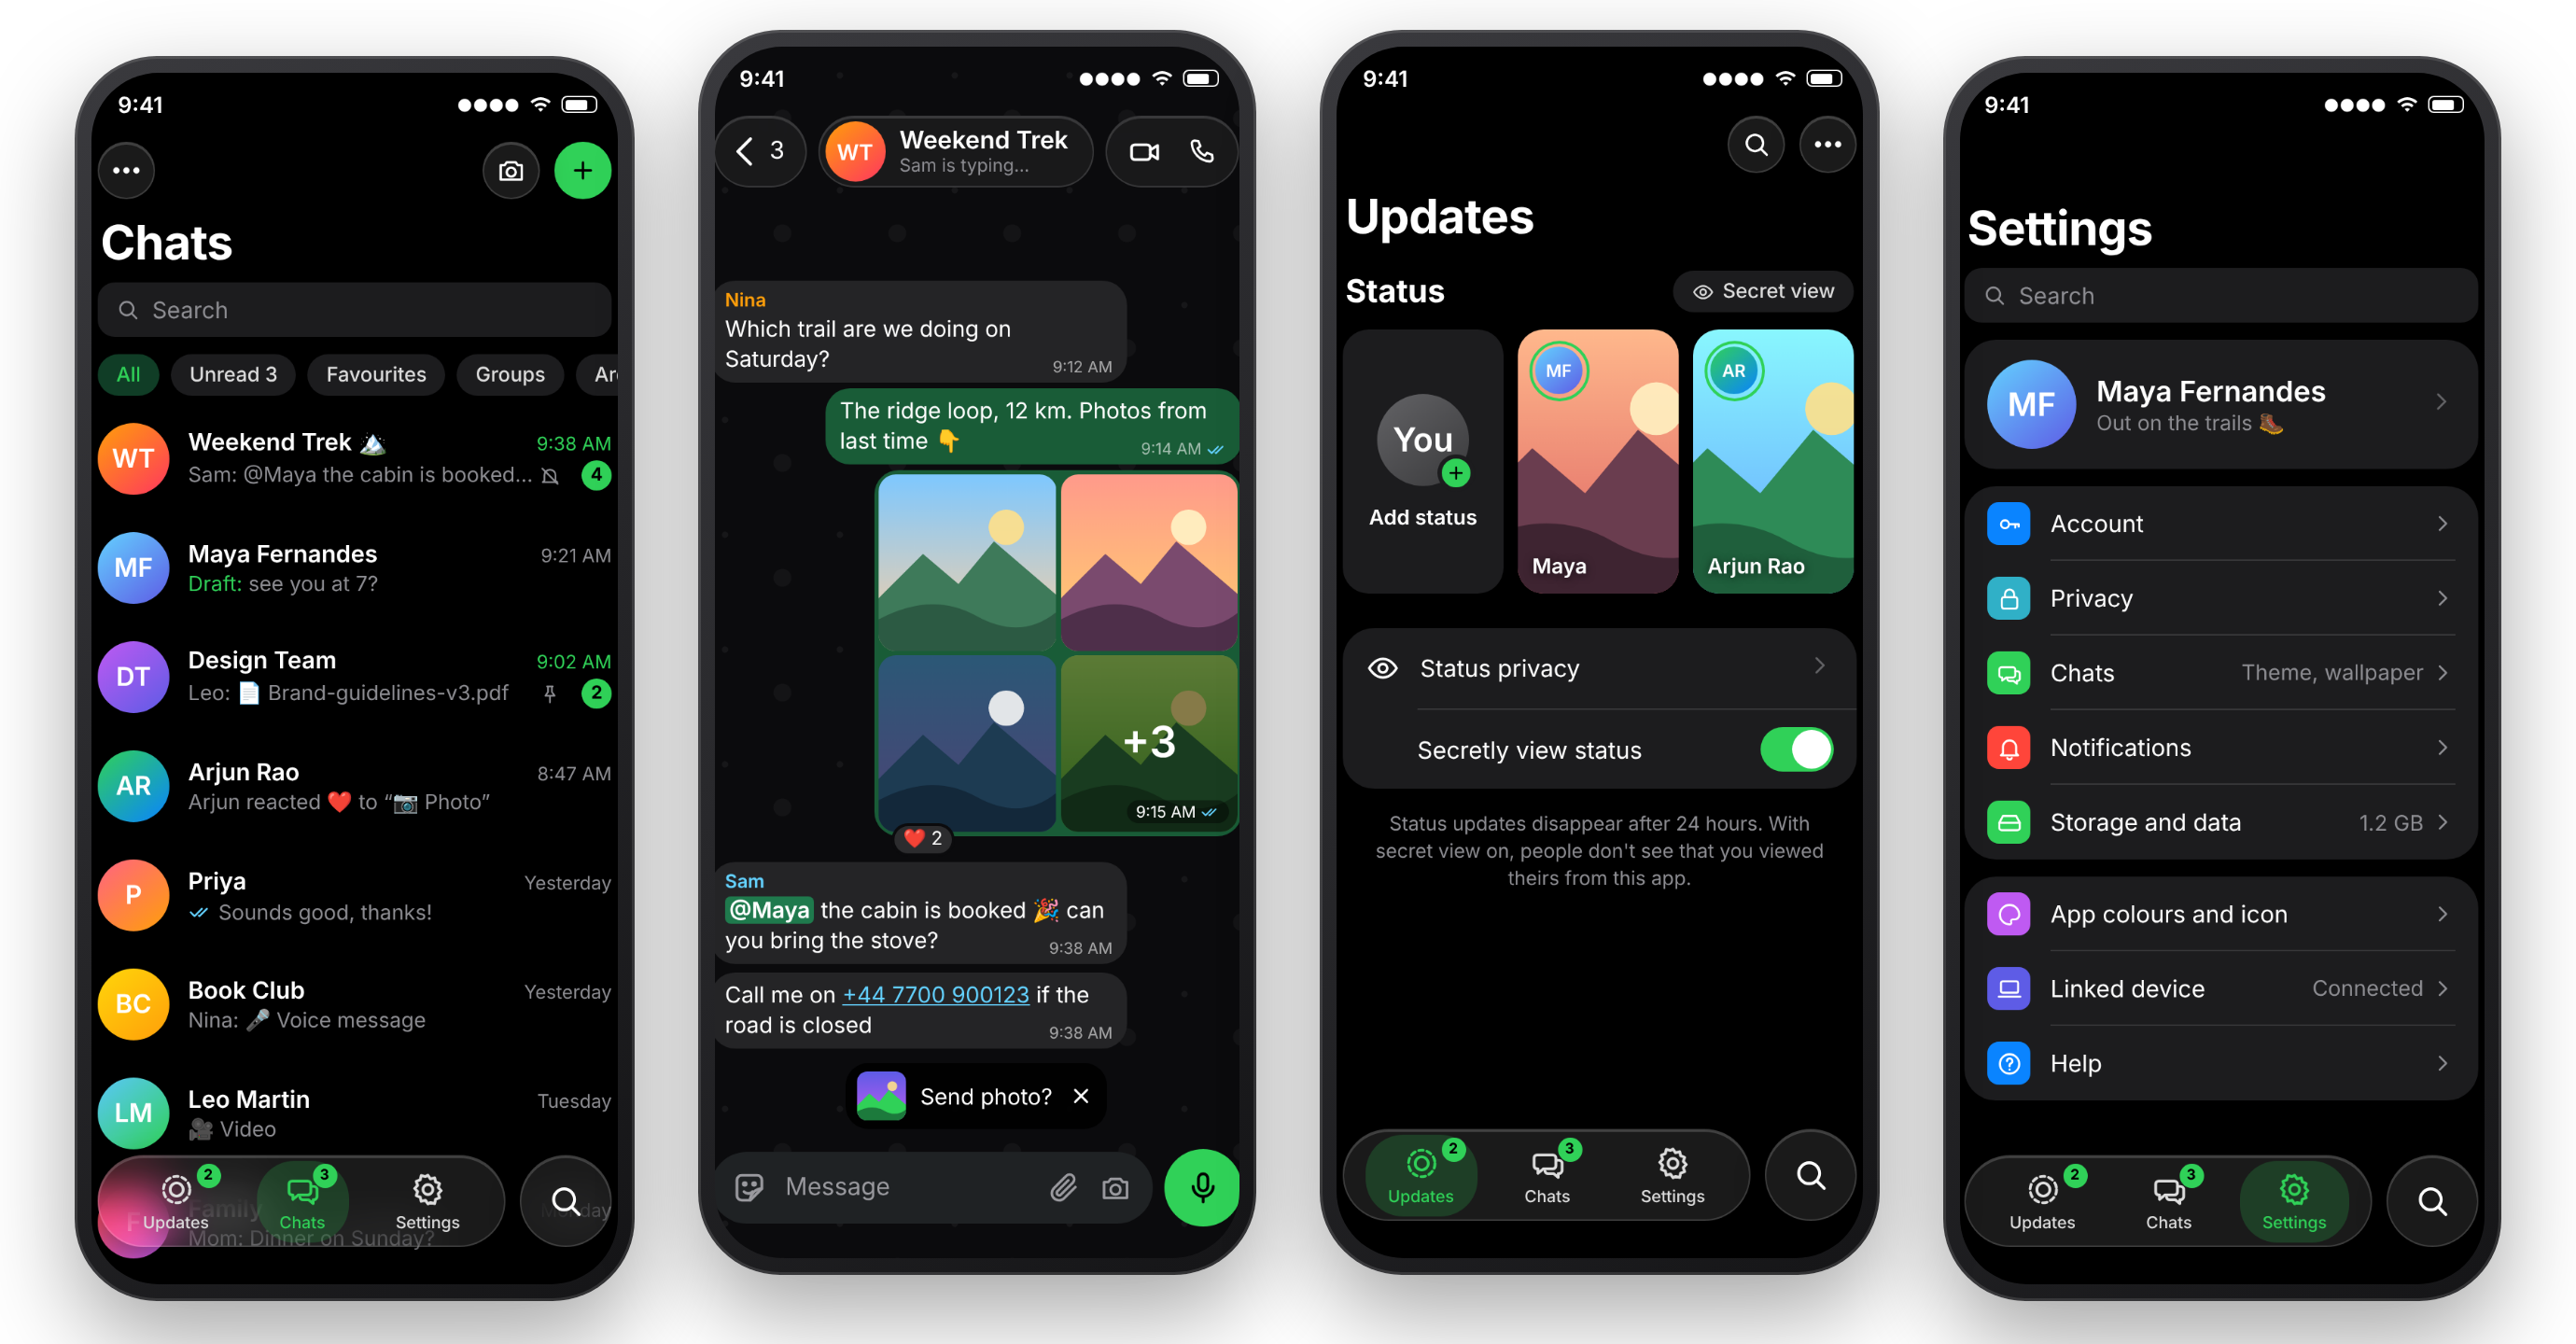 9:41
Chats
Search
All
Unread 3
Favourites
Groups
Ar
WT
Weekend Trek 🏔️
9:38 AM
Sam: @Maya the cabin is booked...
4
MF
Maya Fernandes
9:21 AM
Draft: see you at 7?
DT
Design Team
9:02 AM
Leo: 📄 Brand-guidelines-v3.pdf
2
AR
Arjun Rao
8:47 AM
Arjun reacted ❤️ to “📷 Photo”
P
Priya
Yesterday
Sounds good, thanks!
BC
Book Club
Yesterday
Nina: 🎤 Voice message
LM
Leo Martin
Tuesday
🎥 Video
F
Family
Mom: Dinner on Sunday?
2
Updates
3
Chats
Settings
9:41
3
WT
Weekend Trek
Sam is typing...
Nina
Which trail are we doing on
Saturday?
9:12 AM
The ridge loop, 12 km. Photos from
last time 👇
9:14 AM
+3
9:15 AM
❤️ 2
Sam
@Maya the cabin is booked 🎉 can
you bring the stove?
9:38 AM
Call me on +44 7700 900123 if the
road is closed
9:38 AM
Send photo?
Message
9:41
Updates
Status
Secret view
You
Add status
MF
Maya
AR
Arjun Rao
Status privacy
Secretly view status
Status updates disappear after 24 hours. With
secret view on, people don't see that you viewed
theirs from this app.
2
Updates
3
Chats
Settings
9:41
Settings
Search
MF
Maya Fernandes
Out on the trails 🥾
Account
Privacy
Chats
Theme, wallpaper
Notifications
Storage and data
1.2 GB
App colours and icon
Linked device
Connected
Help
2
Updates
3
Chats
Settings